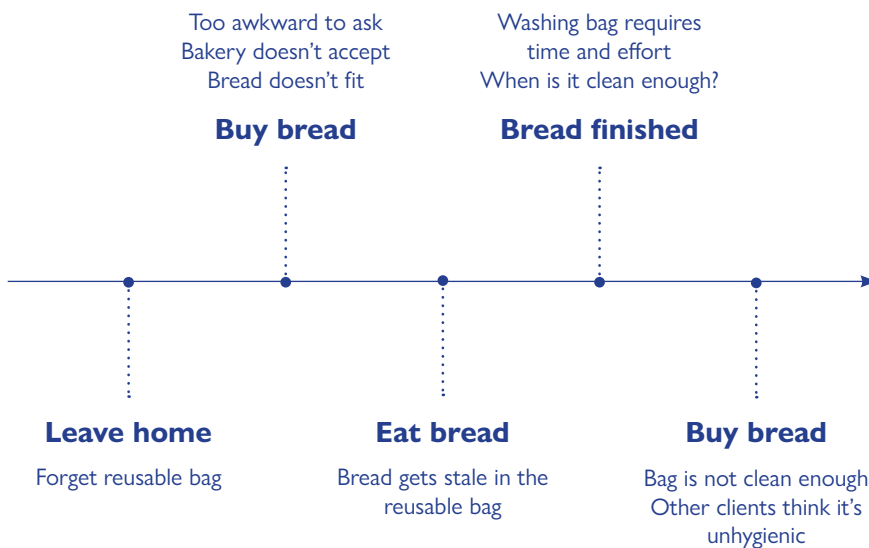 Too awkward to ask
Bakery doesn’t accept
Bread doesn’t fit
Buy bread
Washing bag requires
time and effort
When is it clean enough?
Bread finished
Leave home
Forget reusable bag
Eat bread
Bread gets stale in the
reusable bag
Buy bread
Bag is not clean enough
Other clients think it’s
unhygienic